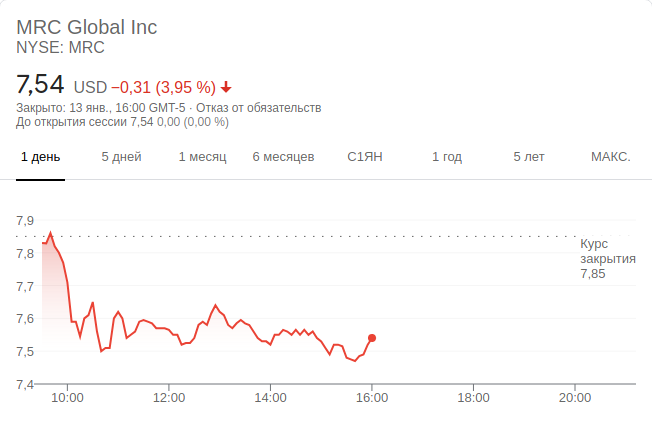 MRC Global Inc
NYSE: MRC
7,54 USD −0,31 (3,95 %)
Закрыто: 13 янв., 16:00 GMT-5 · Отказ от обязательств
До открытия сессии 7,54 0,00 (0,00 %)
1 день 5 дней 1 месяц 6 месяцев С1ЯН 1 год 5 лет МАКС.
7,9
Курс
7,8
закрытия
7,85
7,7
7,6
7,5
7,4
10:00 12:00 14:00 16:00 18:00 20:00